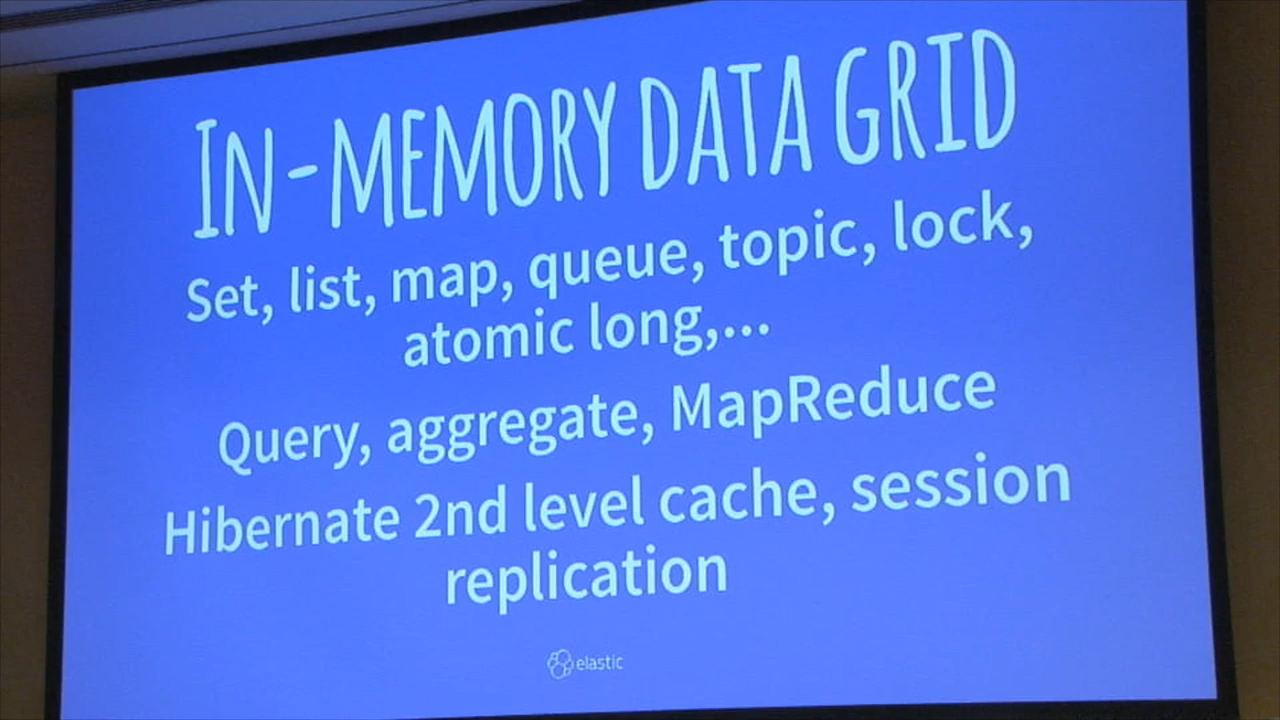 IN-MEMORY DATA GRID
Set, list, map, queue, topic, lock,
atomic long,...
Query, aggregate, MapReduce
Hibernate 2nd level cache, session
replication
elastic